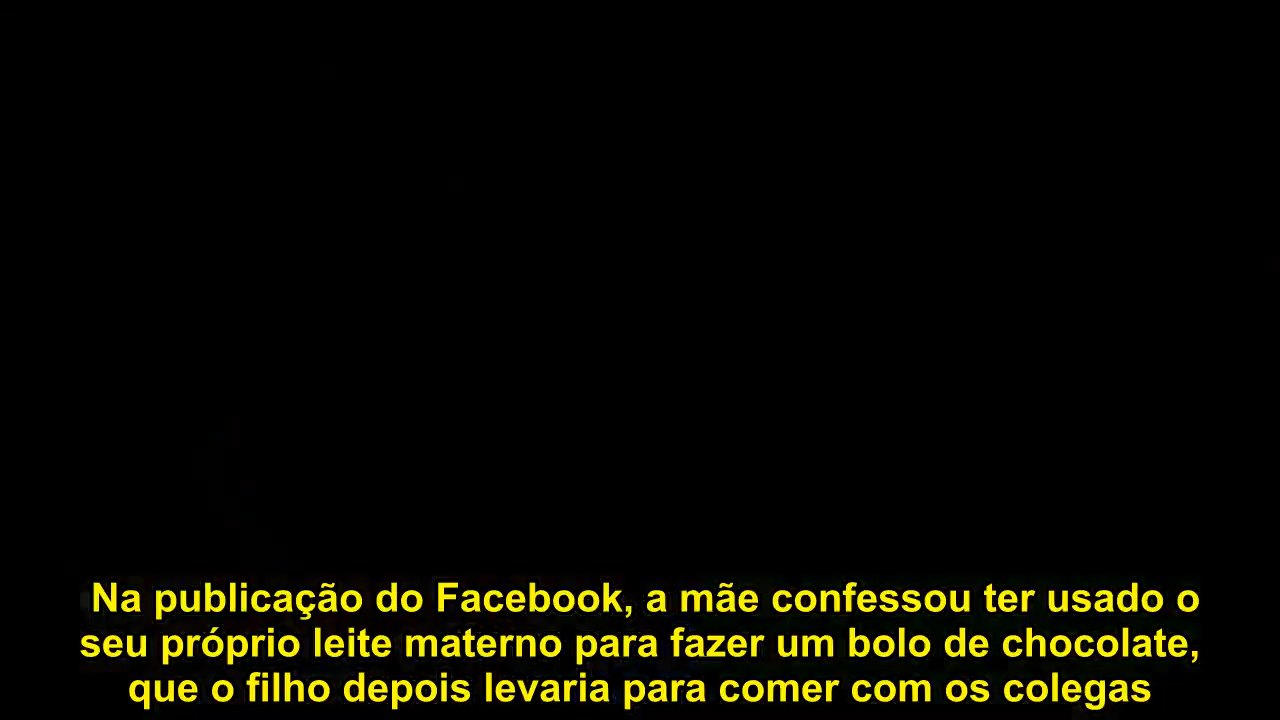 Na publicação do Facebook, a mãe confessou ter usado o
seu próprio leite materno para fazer um bolo de chocolate,
que o filho depois levaria para comer com os colegas